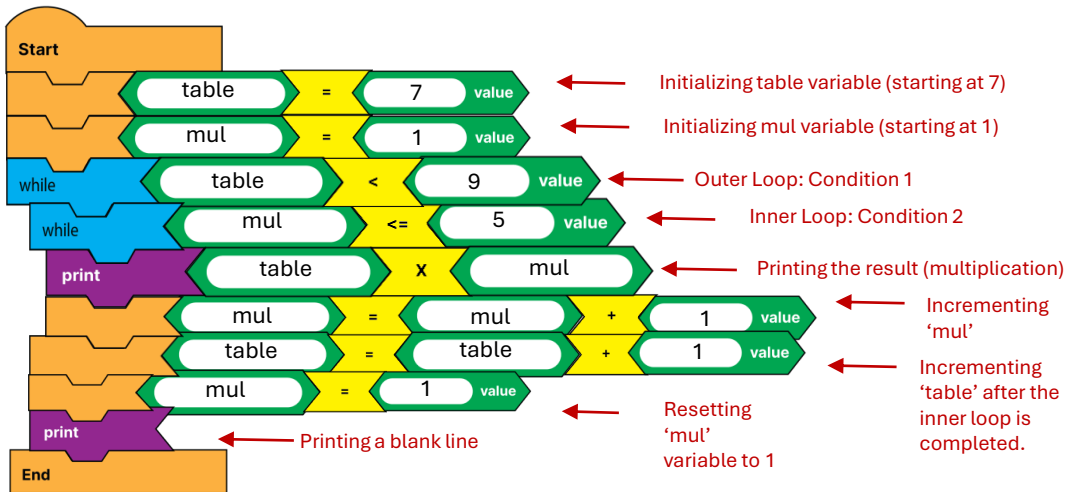 Start
table = 7 value Initializing table variable (starting at 7)
mul = 1 value Initializing mul variable (starting at 1)
while table < 9 value Outer Loop: Condition 1
while mul <= 5 value Inner Loop: Condition 2
print table X mul Printing the result (multiplication)
mul = mul + 1 value
Incrementing
‘mul’
table = table + 1 value
Incrementing
‘table’ after the
inner loop is
completed.
mul = 1 value
Resetting
‘mul’
variable to 1
print Printing a blank line
End